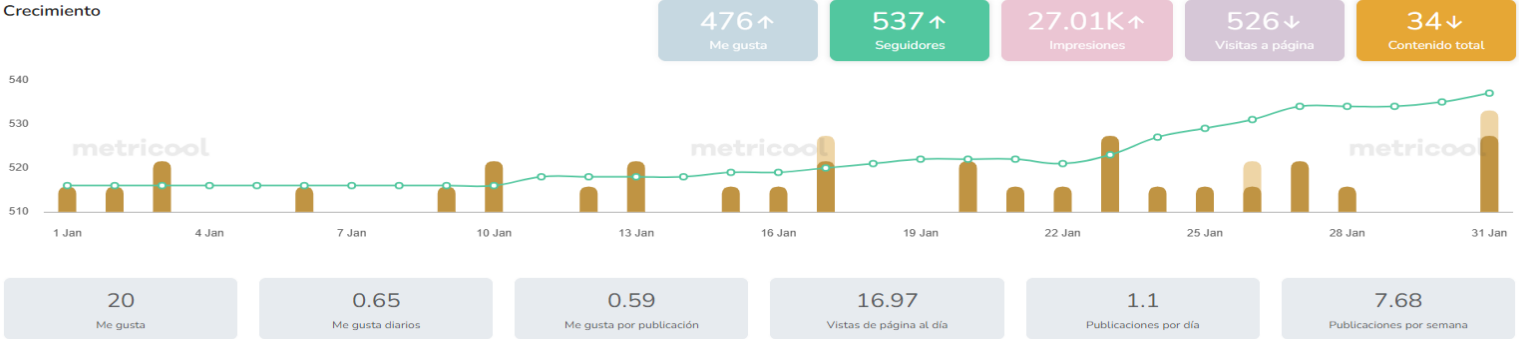 Crecimiento
476↑
Me gusta
537↑
Seguidores
27.01K↑
Impresiones
526↓
Visitas a página
34↓
Contenido total
540
530
520
510
metricool
metricool
metricool
1 Jan
4 Jan
7 Jan
10 Jan
13 Jan
16 Jan
19 Jan
22 Jan
25 Jan
28 Jan
31 Jan
20
Me gusta
0.65
Me gusta diarios
0.59
Me gusta por publicación
16.97
Vistas de página al día
1.1
Publicaciones por día
7.68
Publicaciones por semana